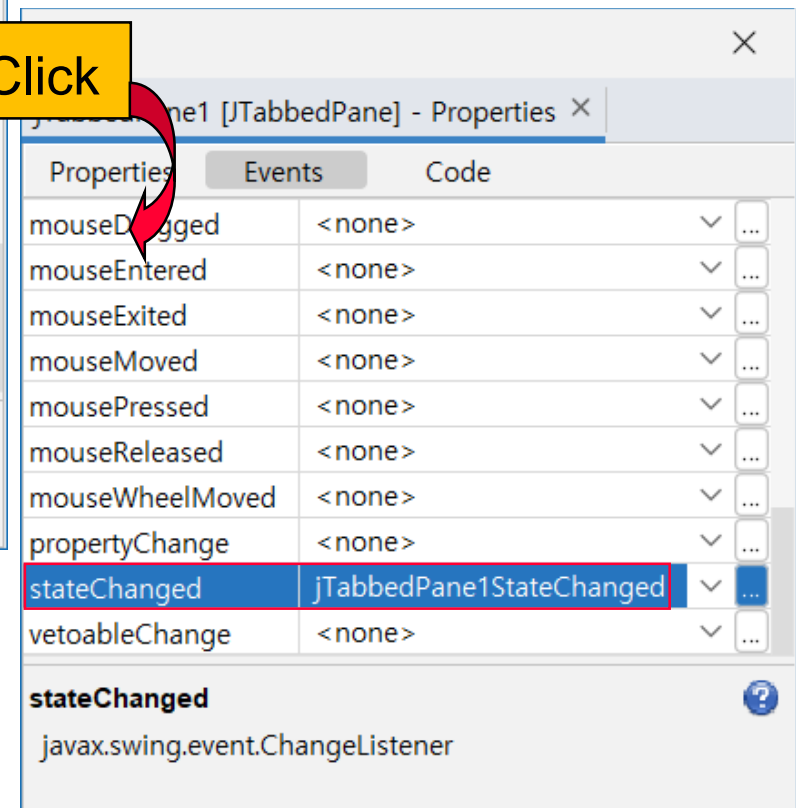 Click
[JTabbedPane] - Properties
Properties Events Code
<none>
mouseEntered <none>
mouseExited <none>
mouseMoved <none>
mousePressed <none>
mouseReleased <none>
mouseWheelMoved <none>
propertyChange <none>
stateChanged jTabbedPane1StateChanged
vetoableChange <none>
stateChanged
javax.swing.event.ChangeListener